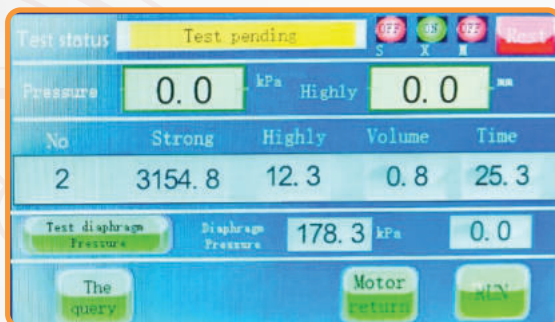 Test status Test pending OFF ON OFF Rest
S X M
Pressure 0.0 kPa Highly 0.0 mm
No Strong Highly Volume Time
2 3154.8 12.3 0.8 25.3
Test diaphragm Pressure Diaphragm Pressure 178.3 kPa 0.0
The query Motor return RUN